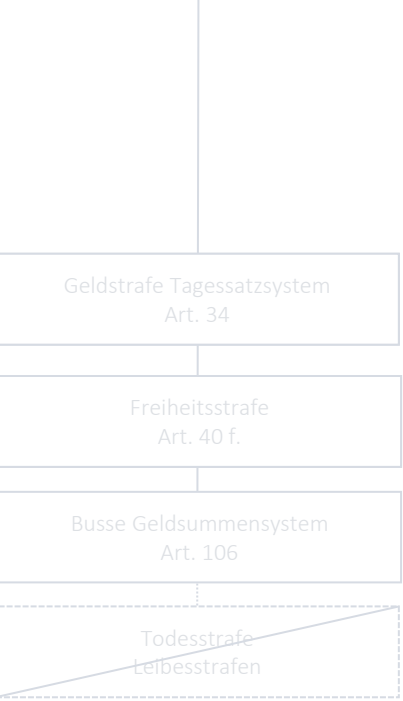 Geldstrafe Tagessatzsystem
Art. 34
Freiheitsstrafe
Art. 40 f.
Busse Geldsummensystem
Art. 106
Todesstrafe
Leibesstrafen